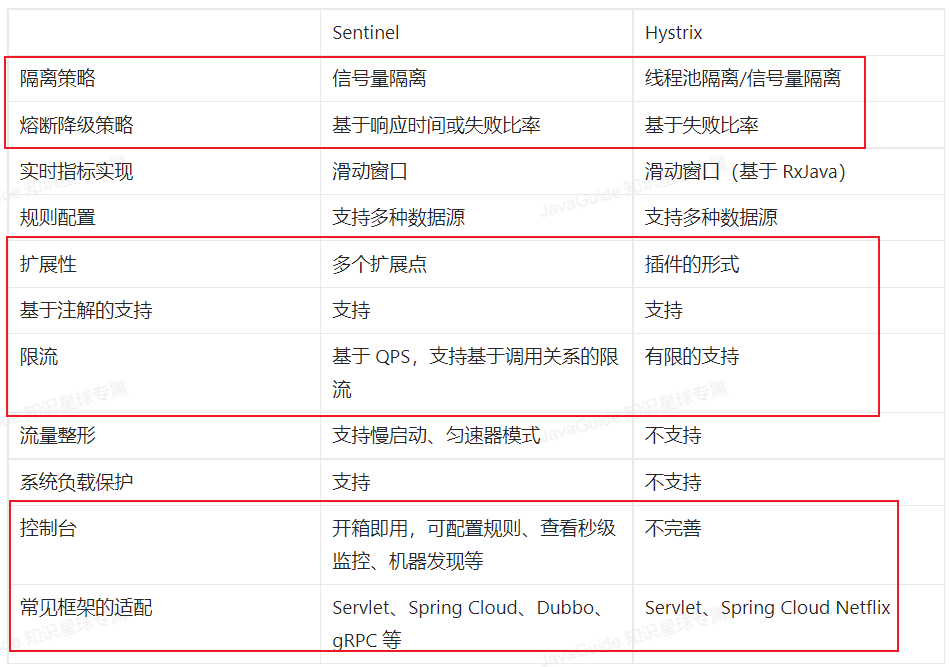 Sentinel Hystrix
隔离策略 信号量隔离 线程池隔离/信号量隔离
熔断降级策略 基于响应时间或失败比率 基于失败比率
实时指标实现 滑动窗口 滑动窗口（基于 RxJava）
规则配置 支持多种数据源 支持多种数据源
扩展性 多个扩展点 插件的形式
基于注解的支持 支持 支持
限流 基于 QPS，支持基于调用关系的限 有限的支持
流
流量整形 支持慢启动、匀速器模式 不支持
系统负载保护 支持 不支持
控制台 开箱即用，可配置规则、查看秒级 不完善
监控、机器发现等
常见框架的适配 Servlet、Spring Cloud、Dubbo、 Servlet、Spring Cloud Netflix
gRPC 等